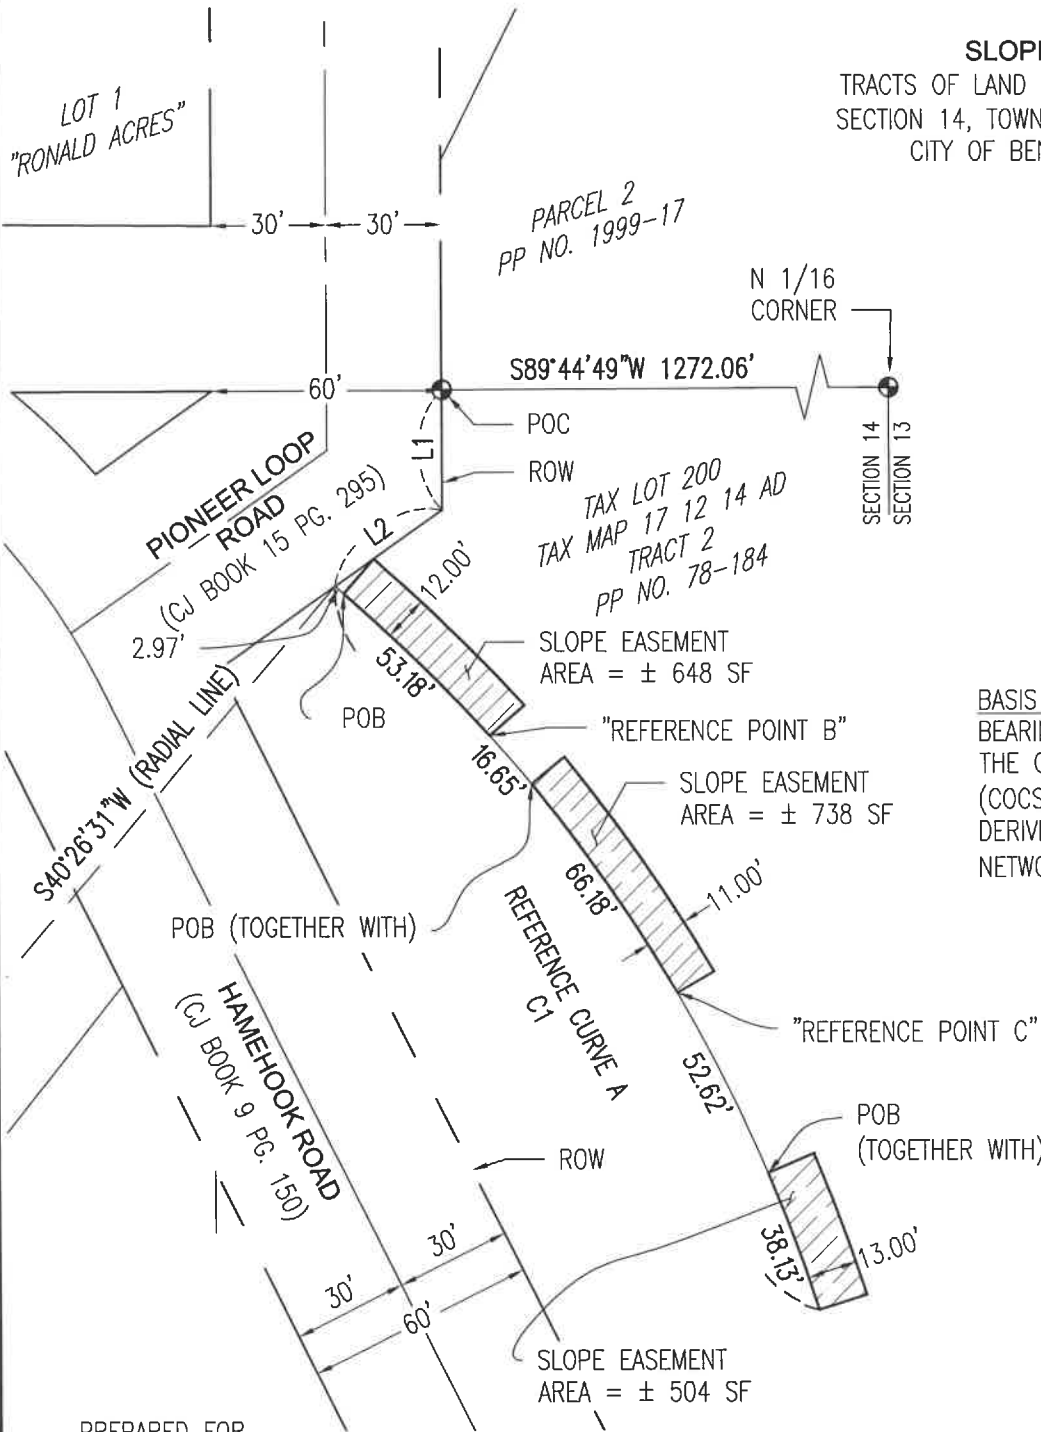 SLOPE
TRACTS OF LAND
SECTION 14, TOWN
CITY OF BEN
LOT 1
"RONALD ACRES"
30'
30'
PARCEL 2
PP NO. 1999-17
N 1/16
CORNER
S89°44'49"W 1272.06'
60'
POC
L1
ROW
SECTION 14
SECTION 13
PIONEER LOOP
ROAD
(CJ BOOK 15 PG. 295)
L2
TAX LOT 200
TAX MAP 17 12 14 AD
TRACT 2
PP NO. 78-184
12.00'
2.97'
SLOPE EASEMENT
AREA = ± 648 SF
53.18'
POB
S40°26'31"W (RADIAL LINE)
"REFERENCE POINT B"
16.65'
BASIS
BEARI
THE C
(COCS
DERIVE
NETWO
SLOPE EASEMENT
AREA = ± 738 SF
66.18'
11.00'
POB (TOGETHER WITH)
REFERENCE CURVE A
C1
HAMEHOOK ROAD
(CJ BOOK 9 PG. 150)
"REFERENCE POINT C"
52.62'
POB
(TOGETHER WITH)
ROW
38.13'
13.00'
30'
30'
60'
SLOPE EASEMENT
AREA = ± 504 SF
PREPARED FOR